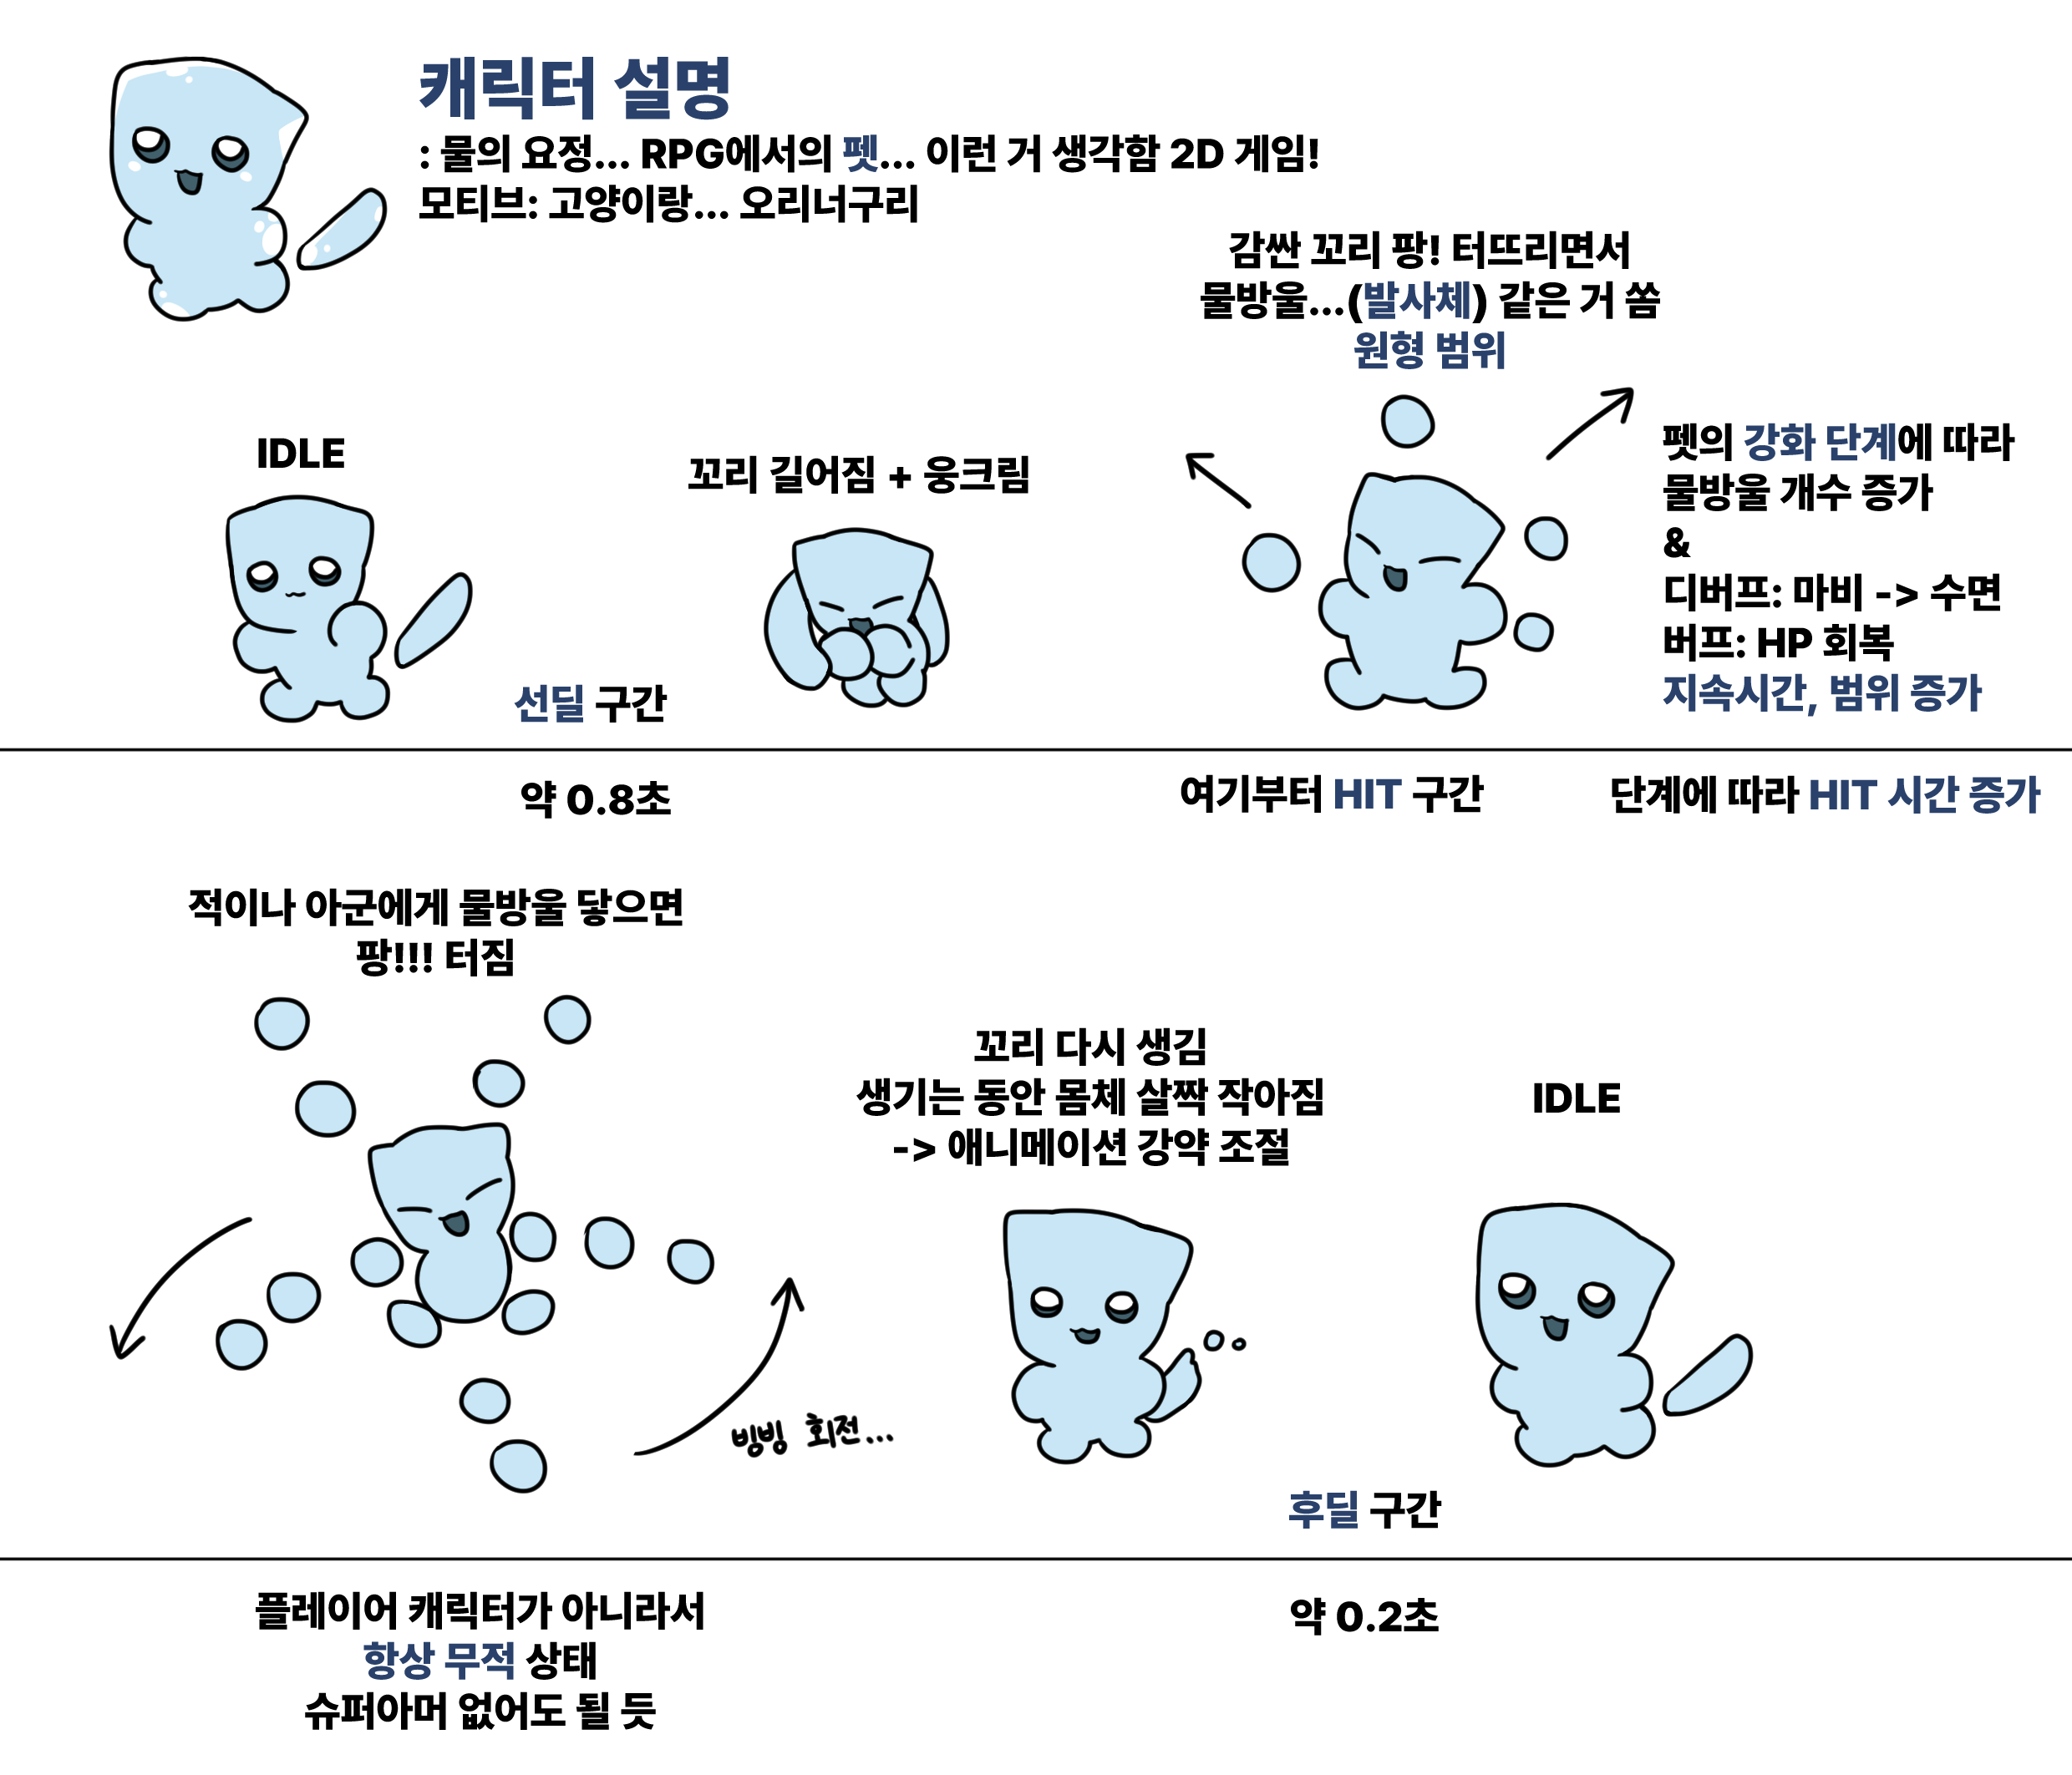 캐릭터 설명
: 물의 요정... RPG에서의 펫... 이런 거 생각함 2D 게임!
모티브: 고양이랑... 오리너구리
감싼 꼬리 팡! 터뜨리면서
물방울...(발사체) 같은 거 쏨
원형 범위
IDLE
꼬리 길어짐 + 웅크림
펫의 강화 단계에 따라
물방울 개수 증가
&
디버프: 마비 -> 수면
버프: HP 회복
지속시간, 범위 증가
선딜 구간
약 0.8초
여기부터 HIT 구간
단계에 따라 HIT 시간 증가
적이나 아군에게 물방울 닿으면
팡!!! 터짐
빙빙 회전...
꼬리 다시 생김
생기는 동안 몸체 살짝 작아짐
-> 애니메이션 강약 조절
IDLE
후딜 구간
플레이어 캐릭터가 아니라서
항상 무적 상태
슈퍼아머 없어도 될 듯
약 0.2초